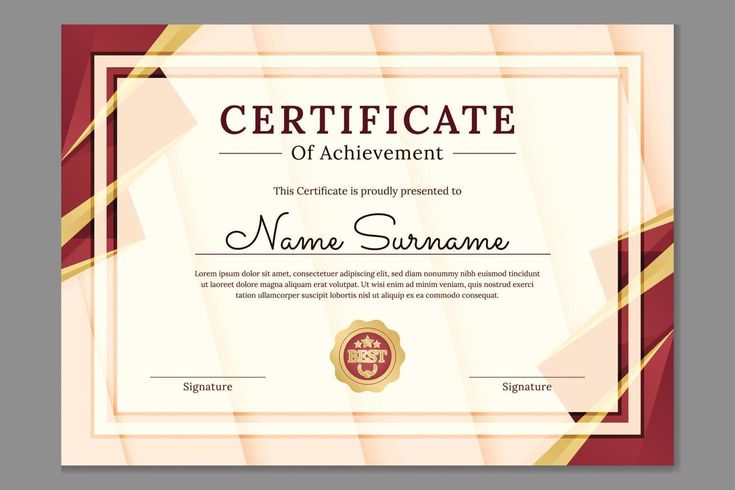 CERTIFICATE
Of Achievement
This Certificate is proudly presented to
Name Surname
Lorem ipsum dolor sit amet, consectetuer adipiscing elit, sed diam nonummy nibh euismod tincidunt
ut laoreet dolore magna aliquam erat volutpat. Ut wisi enim ad minim veniam, quis nostrud exerci
tation ullamcorper suscipit lobortis nisl ut aliquip ex ea commodo consequat.
BEST
Signature
Signature